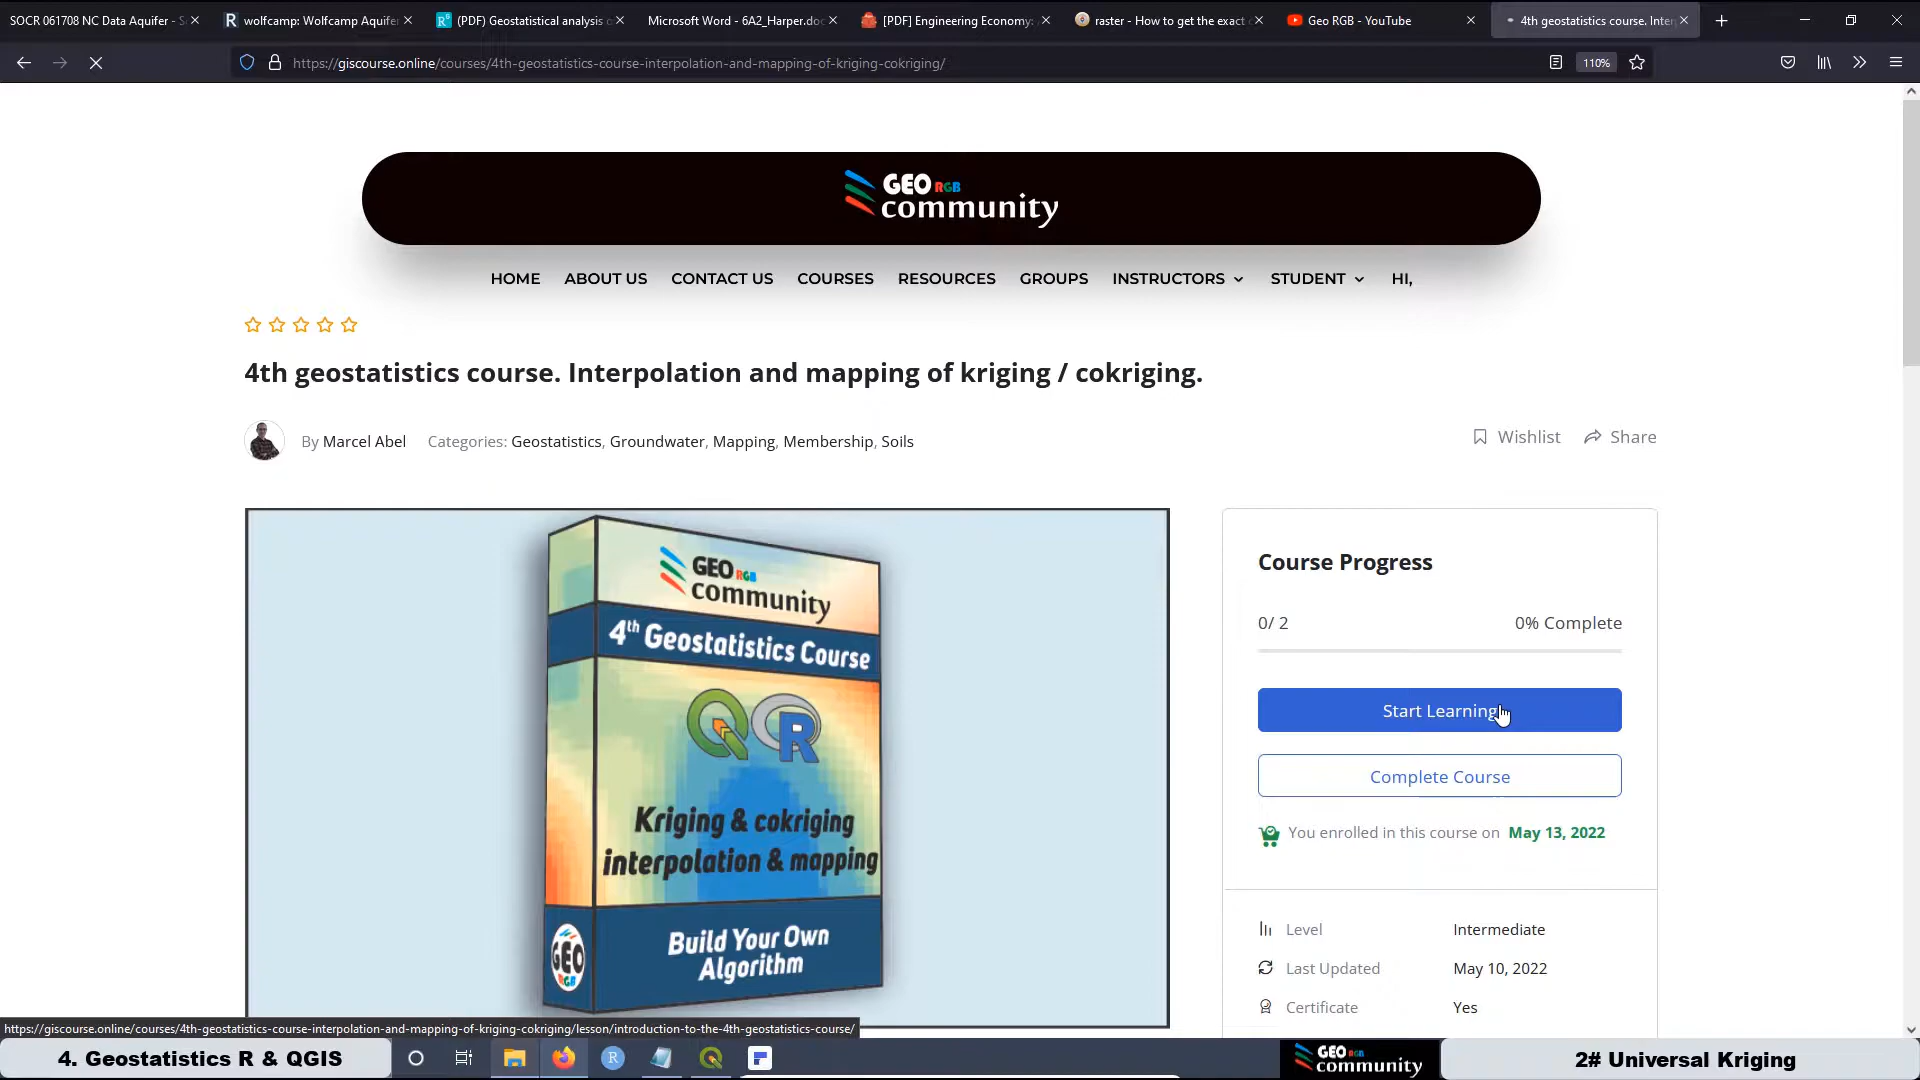 SOCR 061708 NC Data Aquifer - S
wolfcamp: Wolfcamp Aquifer
(PDF) Geostatistical analysis o
Microsoft Word - 6A2_Harper.doc
[PDF] Engineering Economy:
raster - How to get the exact
Geo RGB - YouTube
4th geostatistics course. Inter
https://giscourse.online/courses/4th-geostatistics-course-interpolation-and-mapping-of-kriging-cokriging/
110%
GEO RGB
community
HOME ABOUT US CONTACT US COURSES RESOURCES GROUPS INSTRUCTORS STUDENT HI,
4th geostatistics course. Interpolation and mapping of kriging / cokriging.
By Marcel Abel Categories: Geostatistics, Groundwater, Mapping, Membership, Soils
Wishlist Share
GEO RGB
community
4th Geostatistics Course
Q R
Kriging & cokriging
interpolation & mapping
Build Your Own
Algorithm
GEO
RGB
Course Progress
0/ 2 0% Complete
Start Learning
Complete Course
You enrolled in this course on May 13, 2022
Level Intermediate
Last Updated May 10, 2022
Certificate Yes
https://giscourse.online/courses/4th-geostatistics-course-interpolation-and-mapping-of-kriging-cokriging/lesson/introduction-to-the-4th-geostatistics-course/
4. Geostatistics R & QGIS
GEO RGB
community
2# Universal Kriging